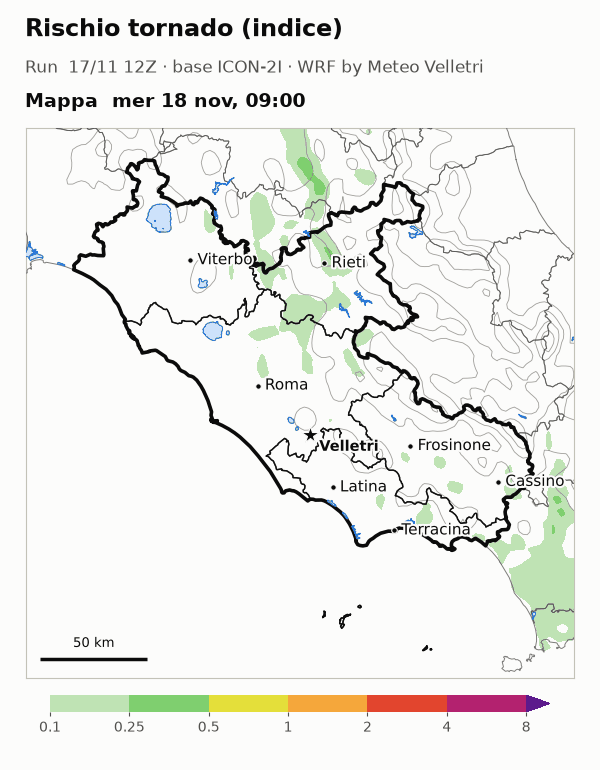 Rischio tornado (indice)
Run  17/11 12Z · base ICON-2I · WRF by Meteo Velletri
Mappa  mer 18 nov, 09:00
Viterbo
Rieti
Roma
Velletri
Frosinone
Latina
Cassino
Terracina
50 km
0.1 0.25 0.5 1 2 4 8